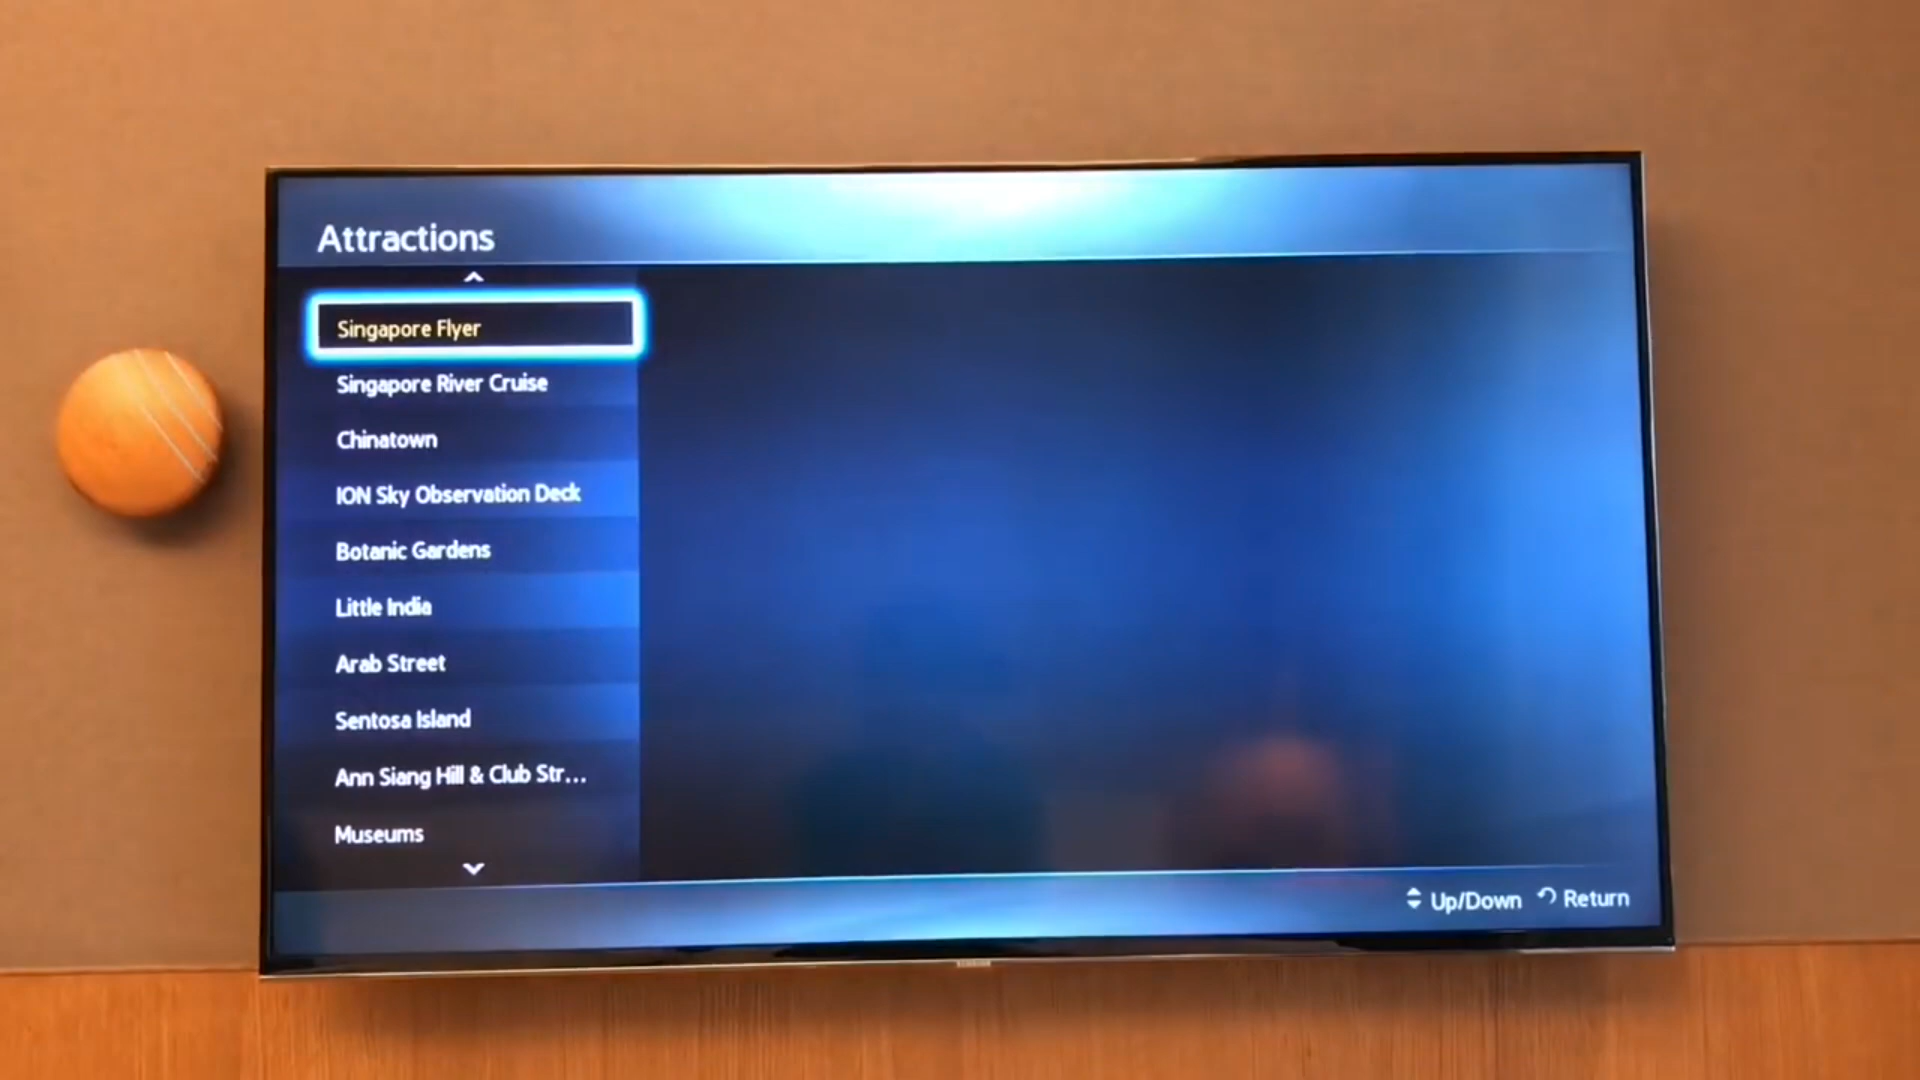 Attractions
Singapore Flyer
Singapore River Cruise
Chinatown
ION Sky Observation Deck
Botanic Gardens
Little India
Arab Street
Sentosa Island
Ann Siang Hill & Club Str...
Museums
Up/Down Return